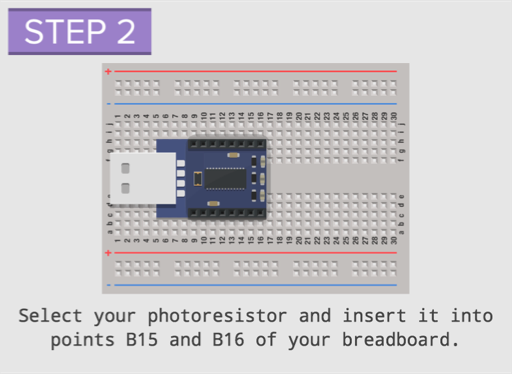 STEP 2
+
-
1 2 3 4 5 6 7 8 9 10 11 12 13 14 15 16 17 18 19 20 21 22 23 24 25 26 27 28 29 30
f g h i j
f g h i j
a b c d e
a b c d e
1 2 3 4 5 6 7 8 9 10 11 12 13 14 15 16 17 18 19 20 21 22 23 24 25 26 27 28 29 30
+
-
Select your photoresistor and insert it into
points B15 and B16 of your breadboard.